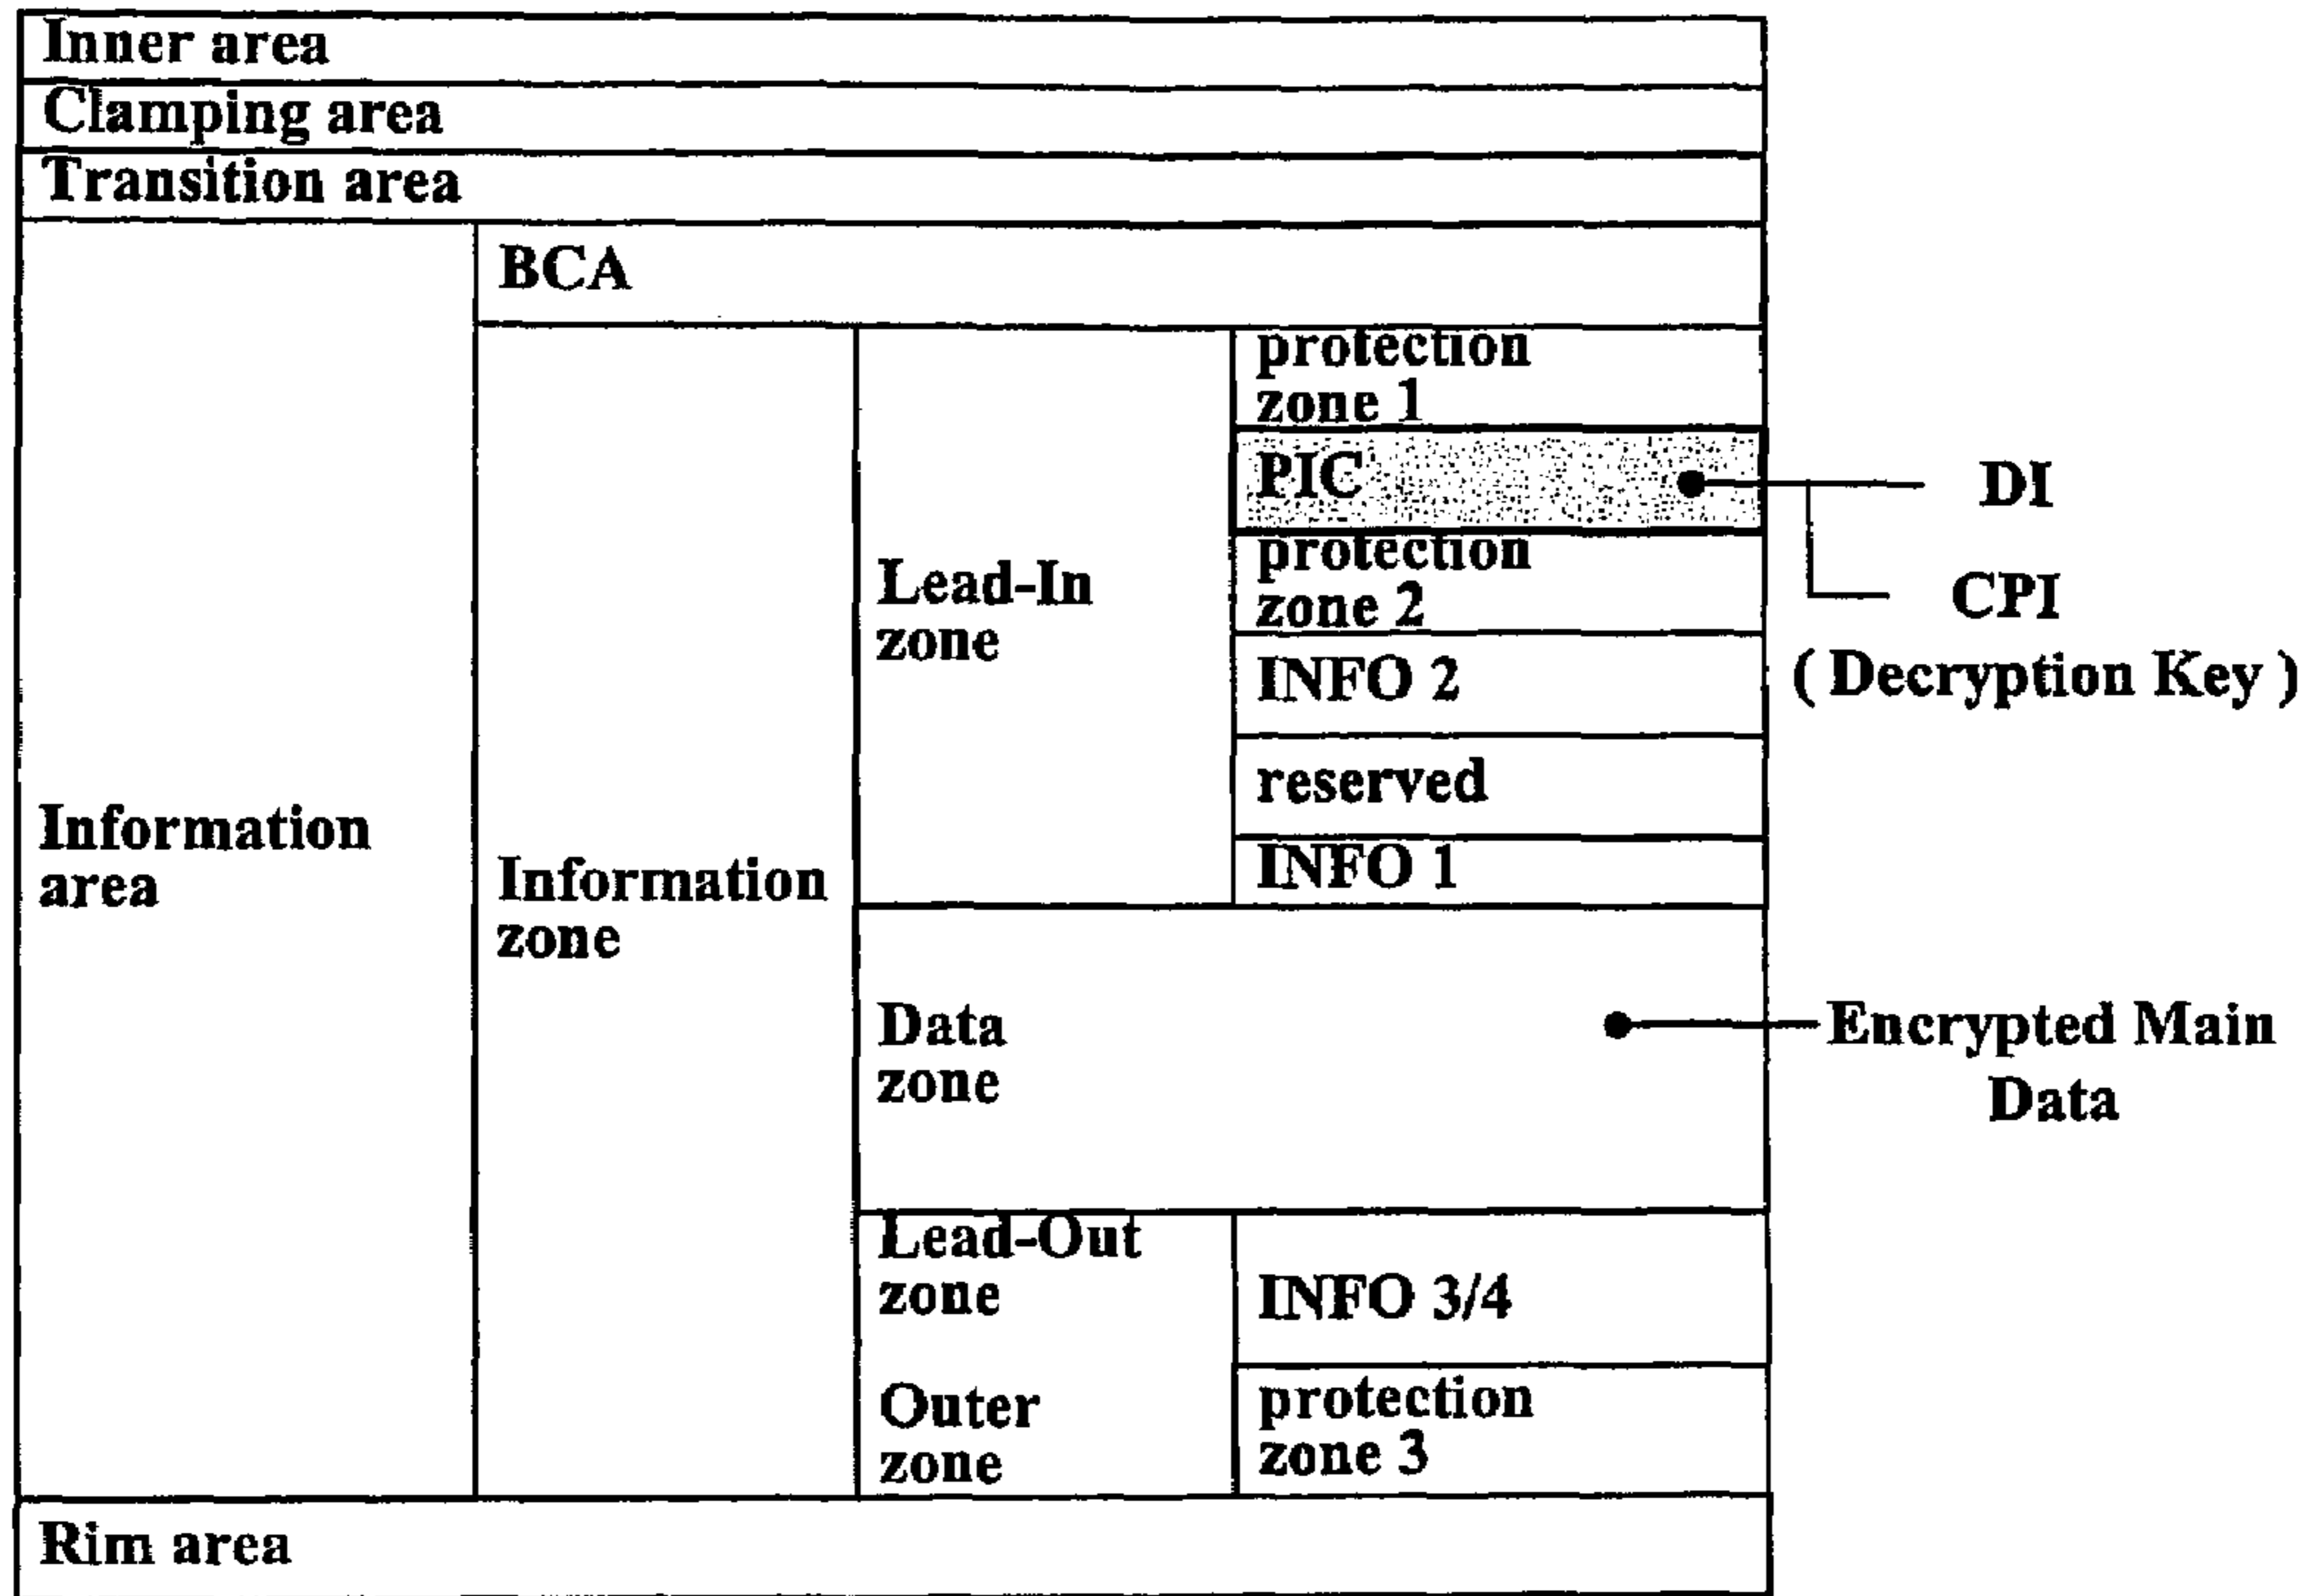 Inner area
Clamping area
Transition area
BCA
protection
zone 1
PIC
DI
protection
zone 2
CPI
( Decryption Key )
Lead-In
zone
INFO 2
reserved
INFO 1
Information
area
Information
zone
Data
zone
Encrypted Main
Data
Lead-Out
zone
INFO 3/4
Outer
zone
protection
zone 3
Rim area